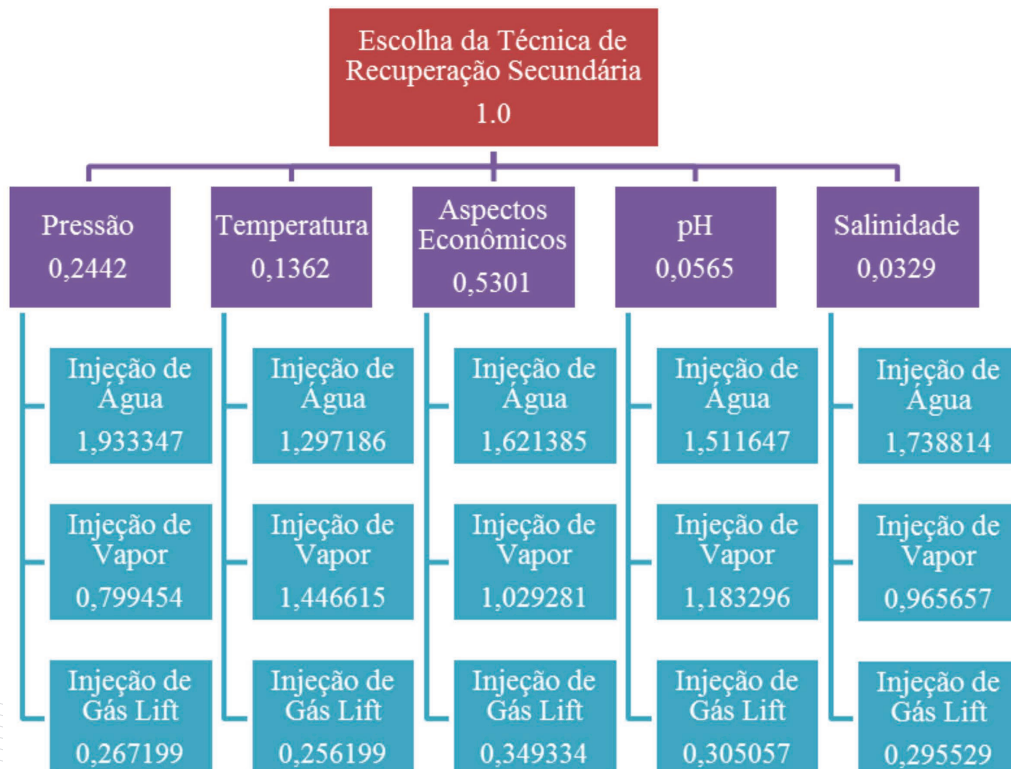 Escolha da Técnica de
Recuperação Secundária
1.0
Pressão
0,2442
Temperatura
0,1362
Aspectos
Econômicos
0,5301
pH
0,0565
Salinidade
0,0329
Injeção de
Água
1,933347
Injeção de
Água
1,297186
Injeção de
Água
1,621385
Injeção de
Água
1,511647
Injeção de
Água
1,738814
Injeção de
Vapor
0,799454
Injeção de
Vapor
1,446615
Injeção de
Vapor
1,029281
Injeção de
Vapor
1,183296
Injeção de
Vapor
0,965657
Injeção de
Gás Lift
0,267199
Injeção de
Gás Lift
0,256199
Injeção de
Gás Lift
0,349334
Injeção de
Gás Lift
0,305057
Injeção de
Gás Lift
0,295529